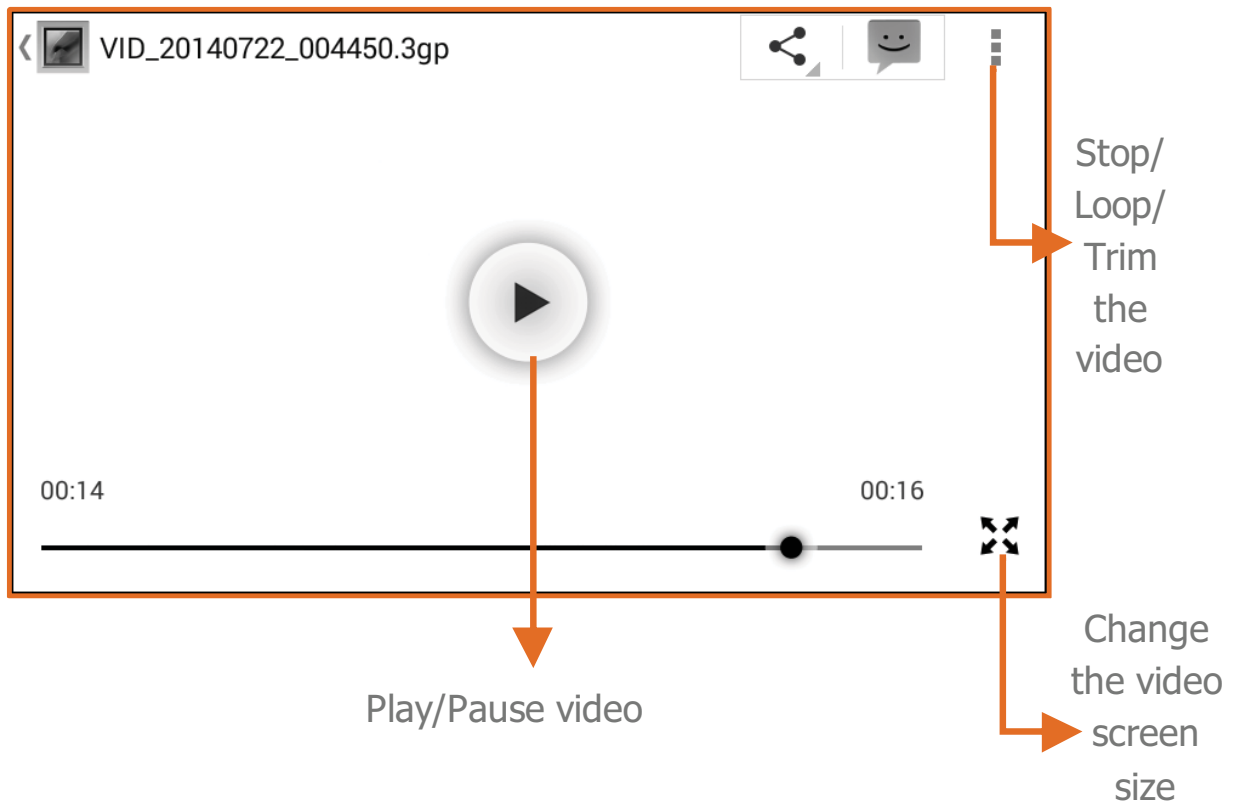 VID_20140722_004450.3gp
Stop/
Loop/
Trim
the
video
00:14
00:16
Change
the video
screen
size
Play/Pause video